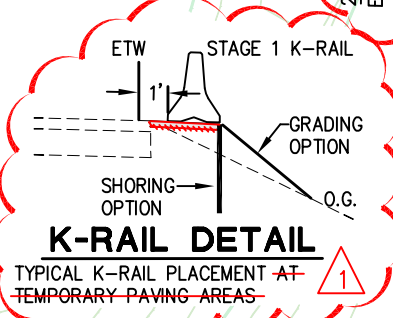 ETW
STAGE 1 K-RAIL
1'
GRADING
OPTION
SHORING
OPTION
O.G.
K-RAIL DETAIL
TYPICAL K-RAIL PLACEMENT AT
TEMPORARY PAVING AREAS
1